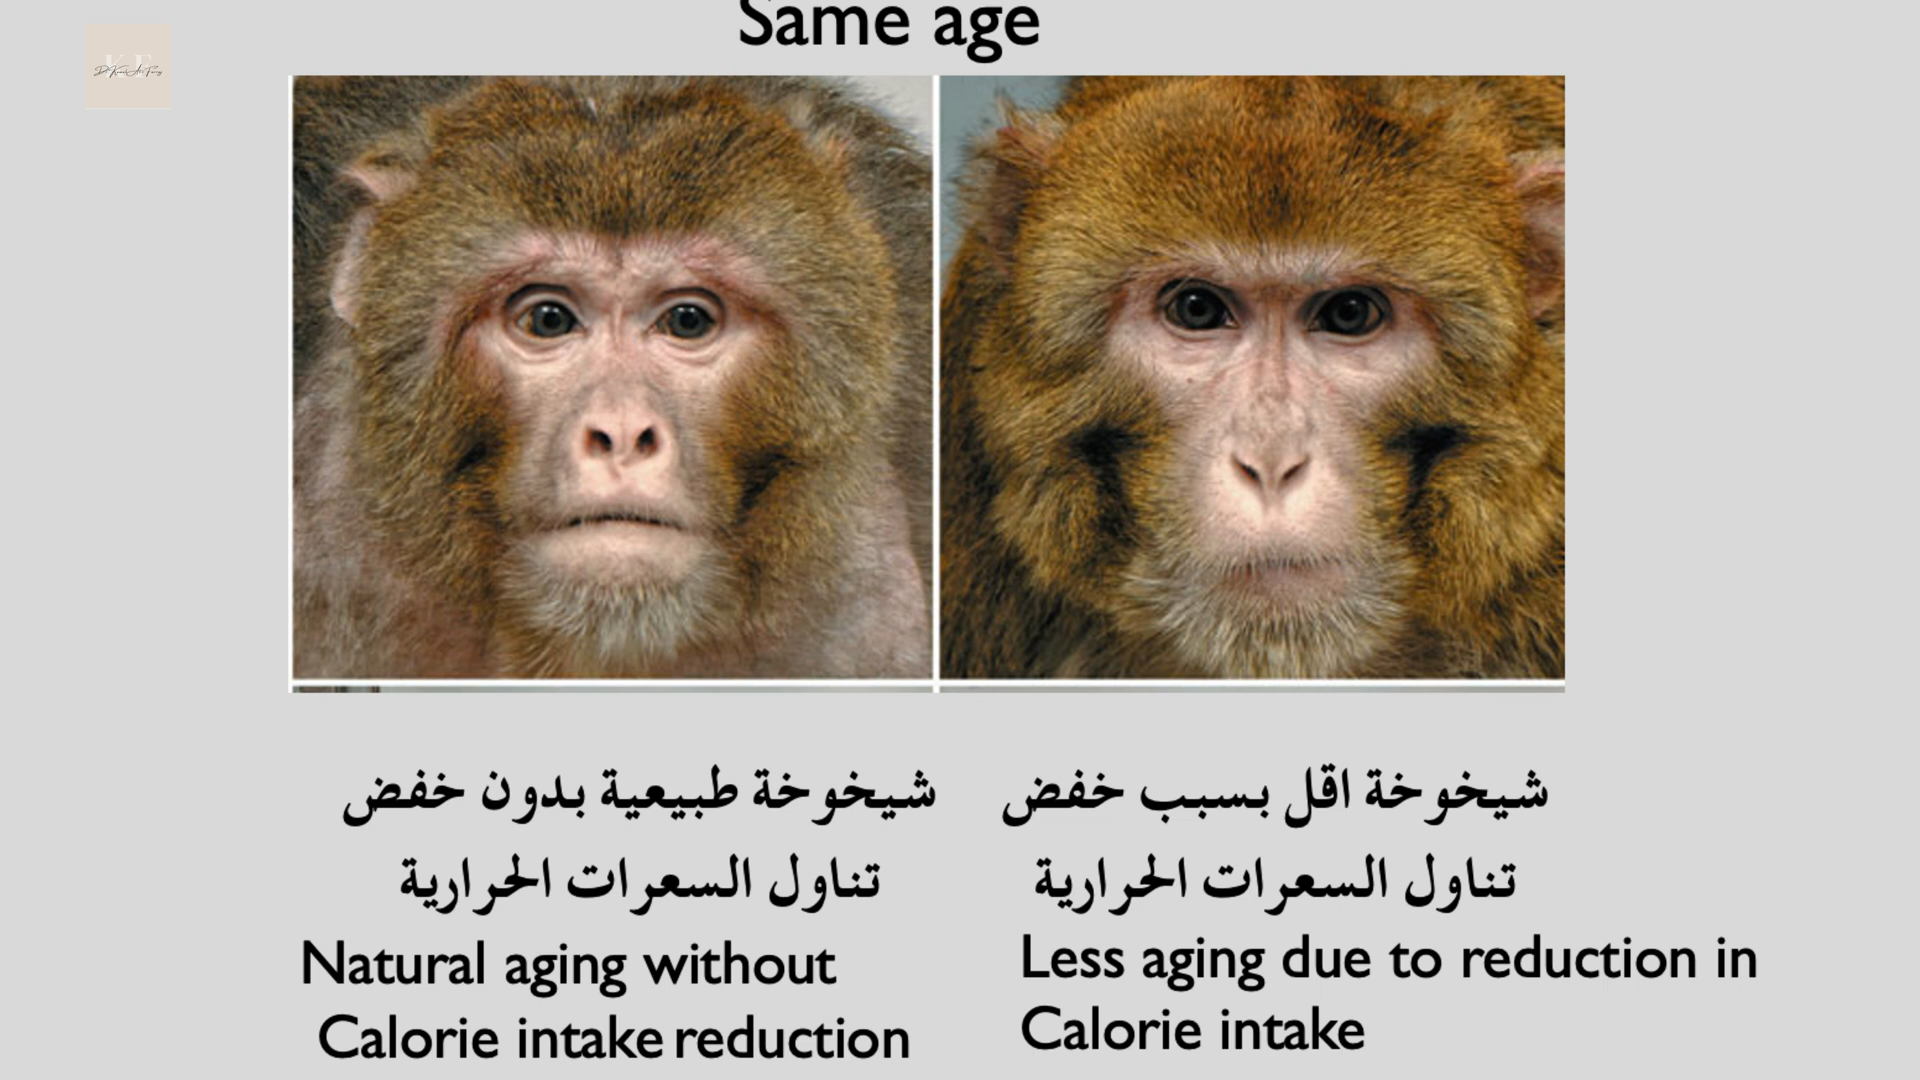 Same age
شيخوخة طبيعية بدون خفض
تناول السعرات الحرارية
Natural aging without
Calorie intake reduction
شيخوخة اقل بسبب خفض
تناول السعرات الحرارية
Less aging due to reduction in
Calorie intake